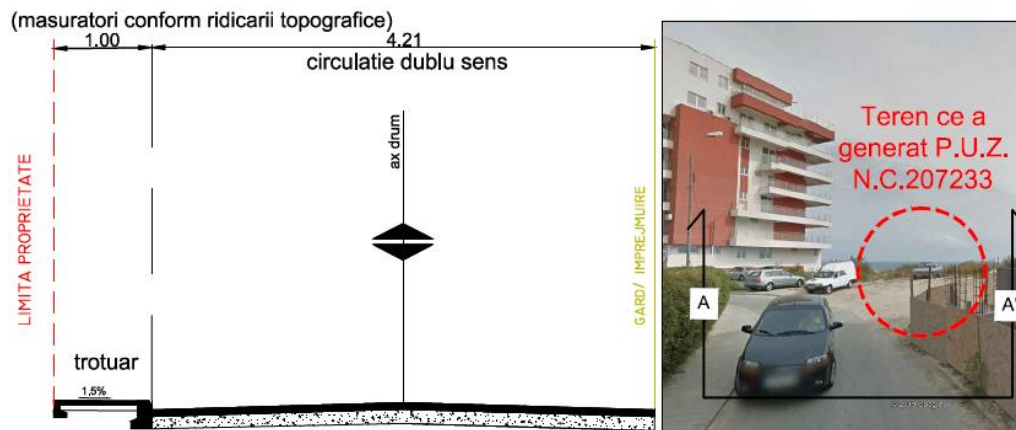 (masuratori conform ridicarii topografice)
1.00
4.21
circulatie dublu sens
LIMITA PROPRIETATE
ax drum
GARD/ IMPREJMUIRE
trotuar
1,5%
Teren ce a
generat P.U.Z.
N.C.207233
A
A'